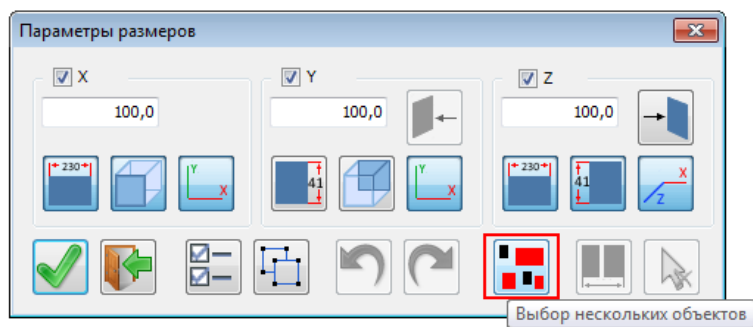 Параметры размеров
X
Y
Z
100,0
100,0
100,0
230
Y
X
41
Y
X
230
41
X
Z
Выбор нескольких объектов